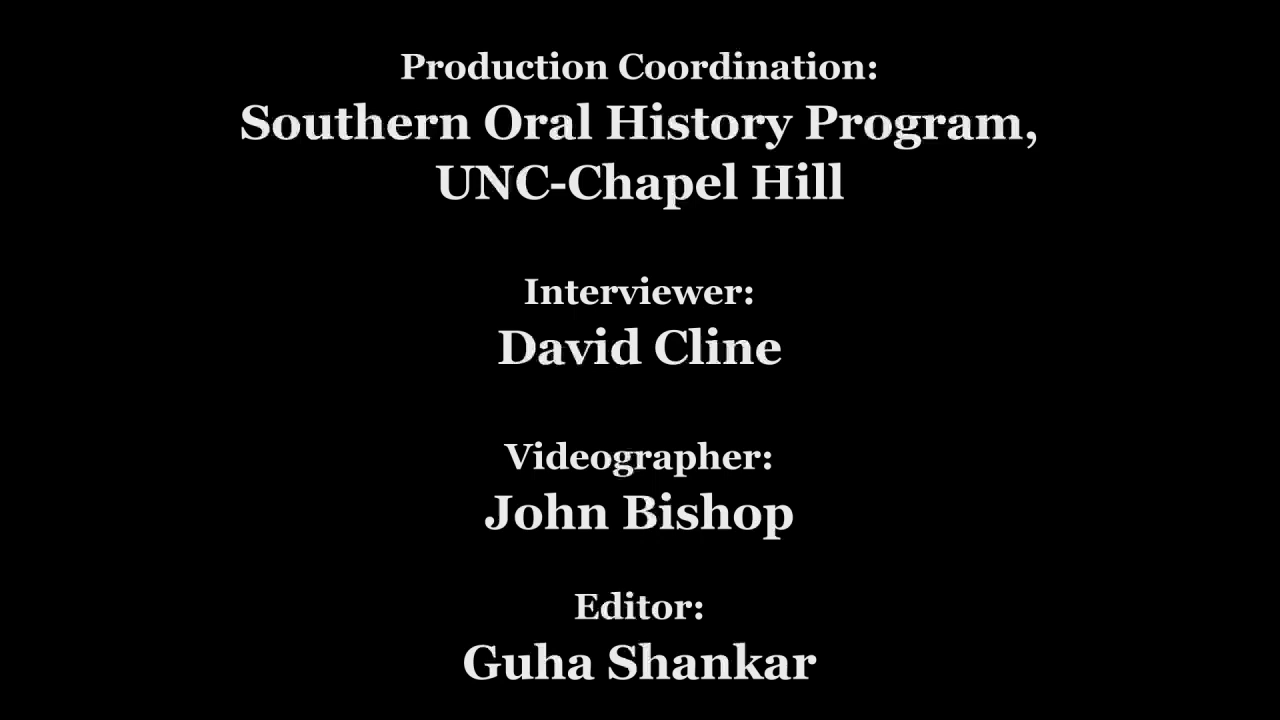 Production Coordination:
Southern Oral History Program,
UNC-Chapel Hill
Interviewer:
David Cline
Videographer:
John Bishop
Editor:
Guha Shankar